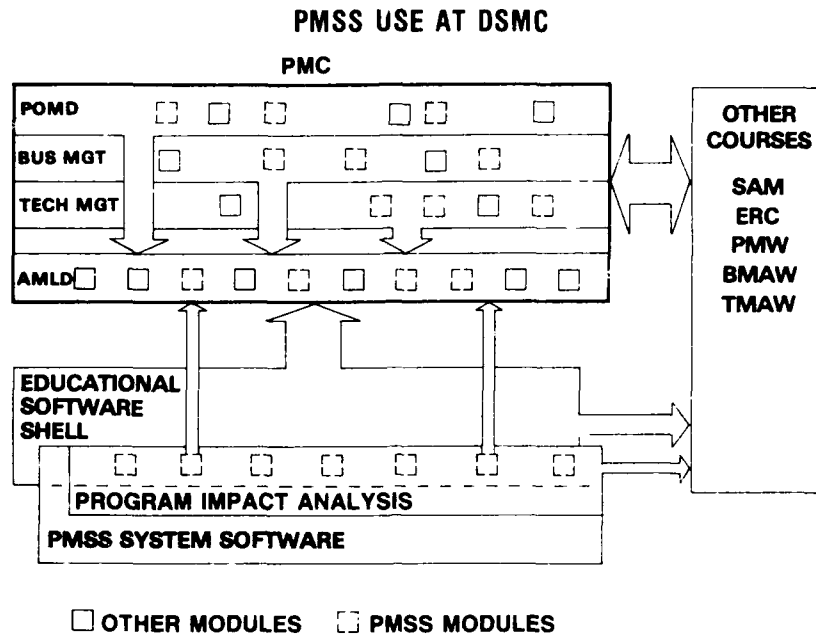 PMSS USE AT DSMC
PMC
POMD
BUS MGT
TECH MGT
AMLD
OTHER
COURSES
SAM
ERC
PMW
BMAW
TMAW
EDUCATIONAL
SOFTWARE
SHELL
PROGRAM IMPACT ANALYSIS
PMSS SYSTEM SOFTWARE
OTHER MODULES
PMSS MODULES